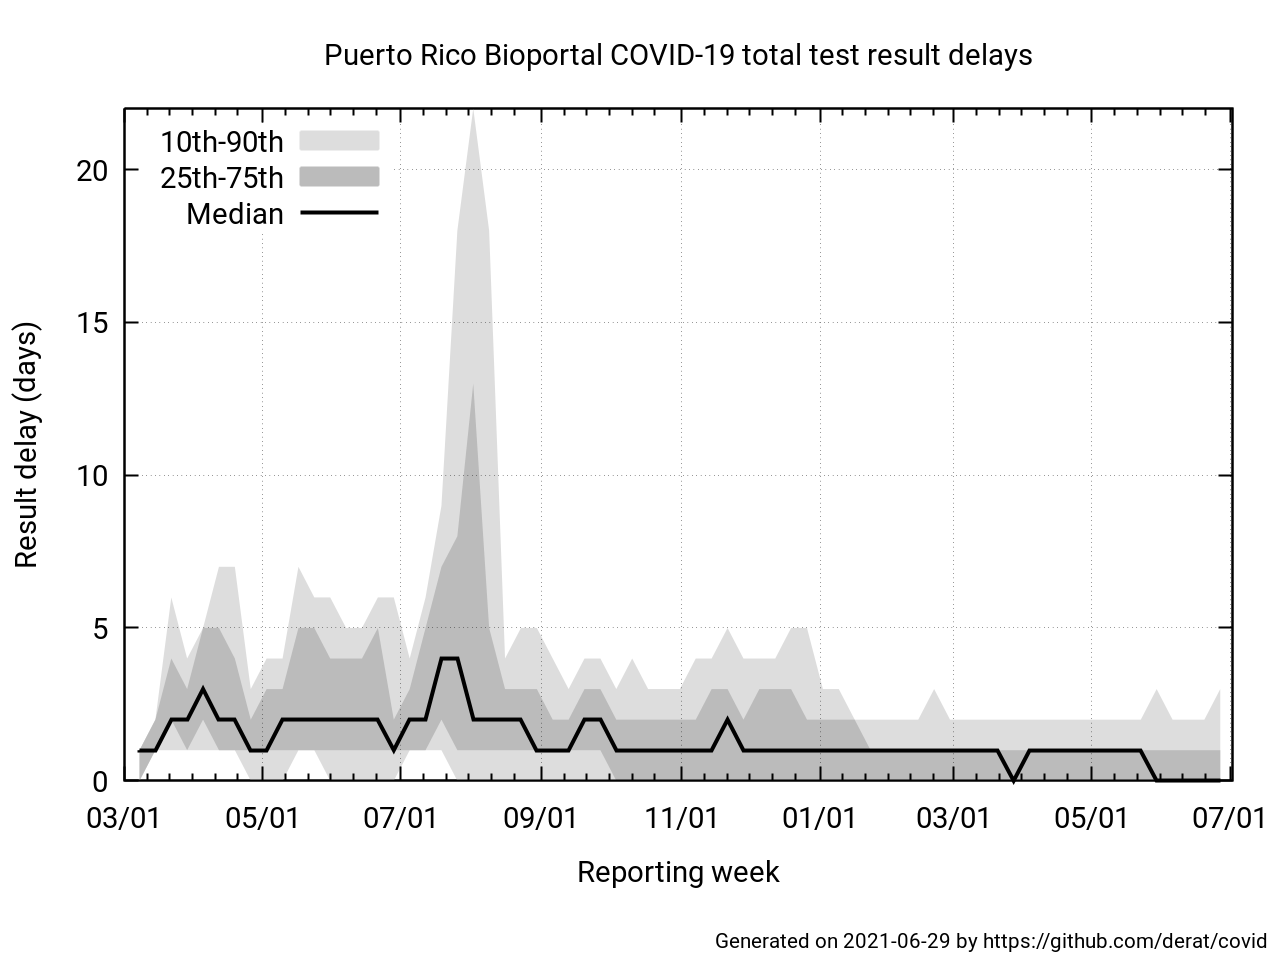 Puerto Rico Bioportal COVID-19 total test result delays
10th-90th
25th-75th
Median
20
15
10
5
0
Result delay (days)
03/01 05/01 07/01 09/01 11/01 01/01 03/01 05/01 07/01
Reporting week
Generated on 2021-06-29 by https://github.com/derat/covid